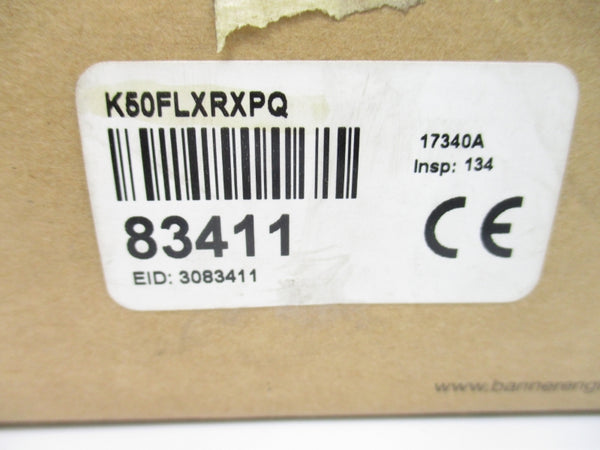 K50FLXRXPQ
17340A
Insp: 134
83411
EID: 3083411
CE